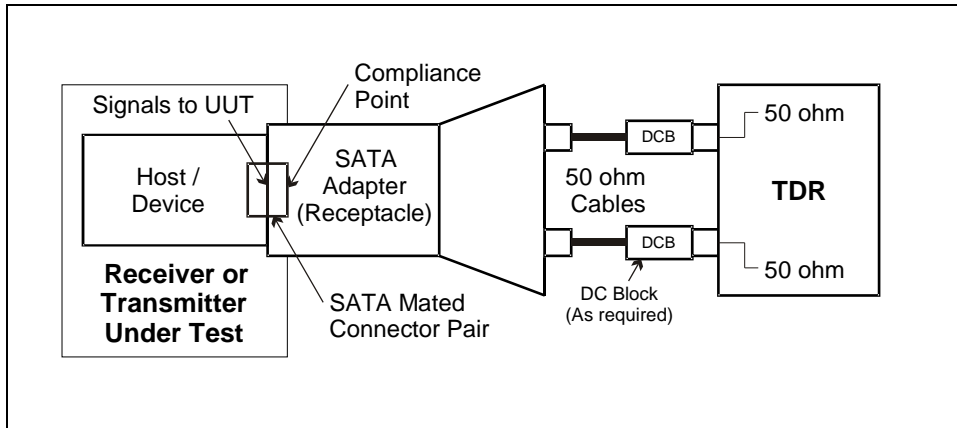 Compliance
Point
Signals to UUT
Host /
Device
SATA
Adapter
(Receptacle)
Receiver or
Transmitter
Under Test
SATA Mated
Connector Pair
50 ohm
Cables
DCB
DCB
DC Block
(As required)
50 ohm
TDR
50 ohm